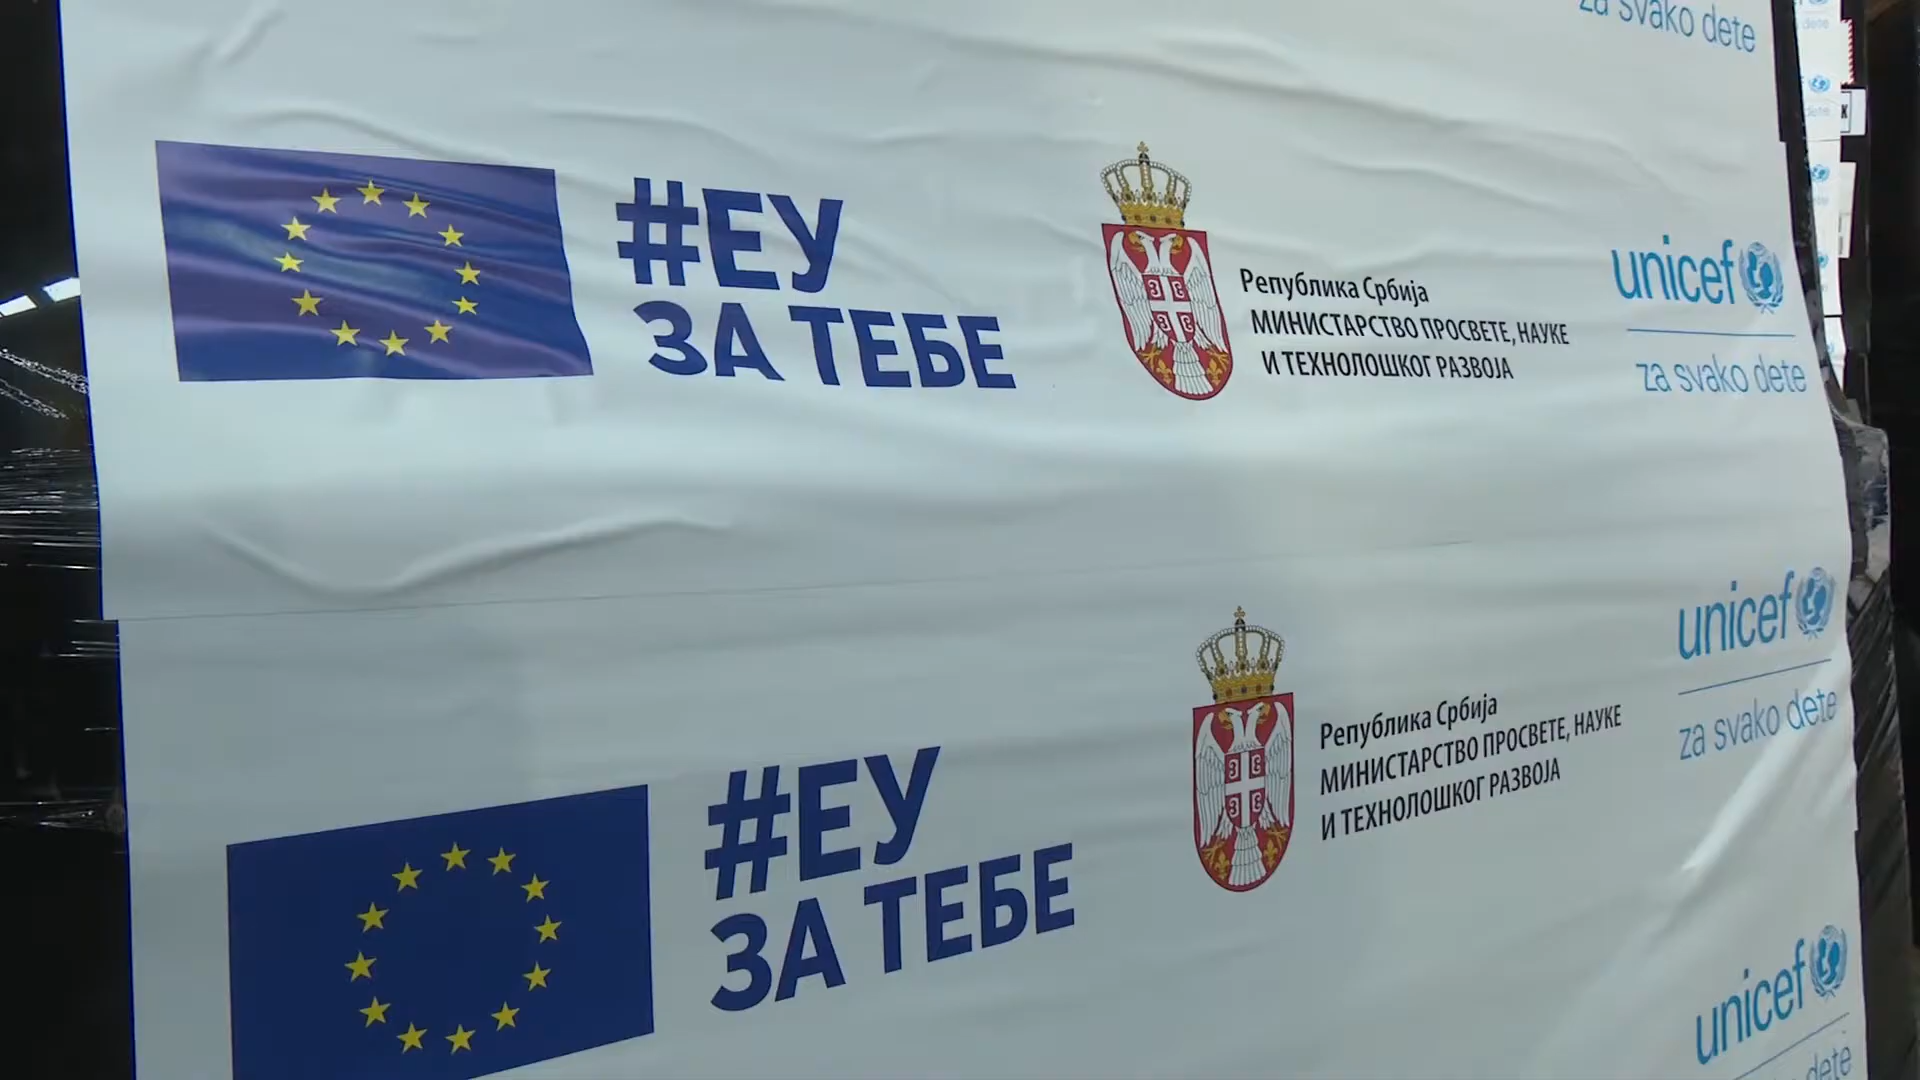 za svako dete
#ЕУ
ЗА ТЕБЕ
Република Србија
МИНИСТАРСТВО ПРОСВЕТЕ, НАУКЕ
И ТЕХНОЛОШКОГ РАЗВОЈА
unicef
za svako dete
#ЕУ
ЗА ТЕБЕ
Република Србија
МИНИСТАРСТВО ПРОСВЕТЕ, НАУКЕ
И ТЕХНОЛОШКОГ РАЗВОЈА
unicef
za svako dete
unicef
dete